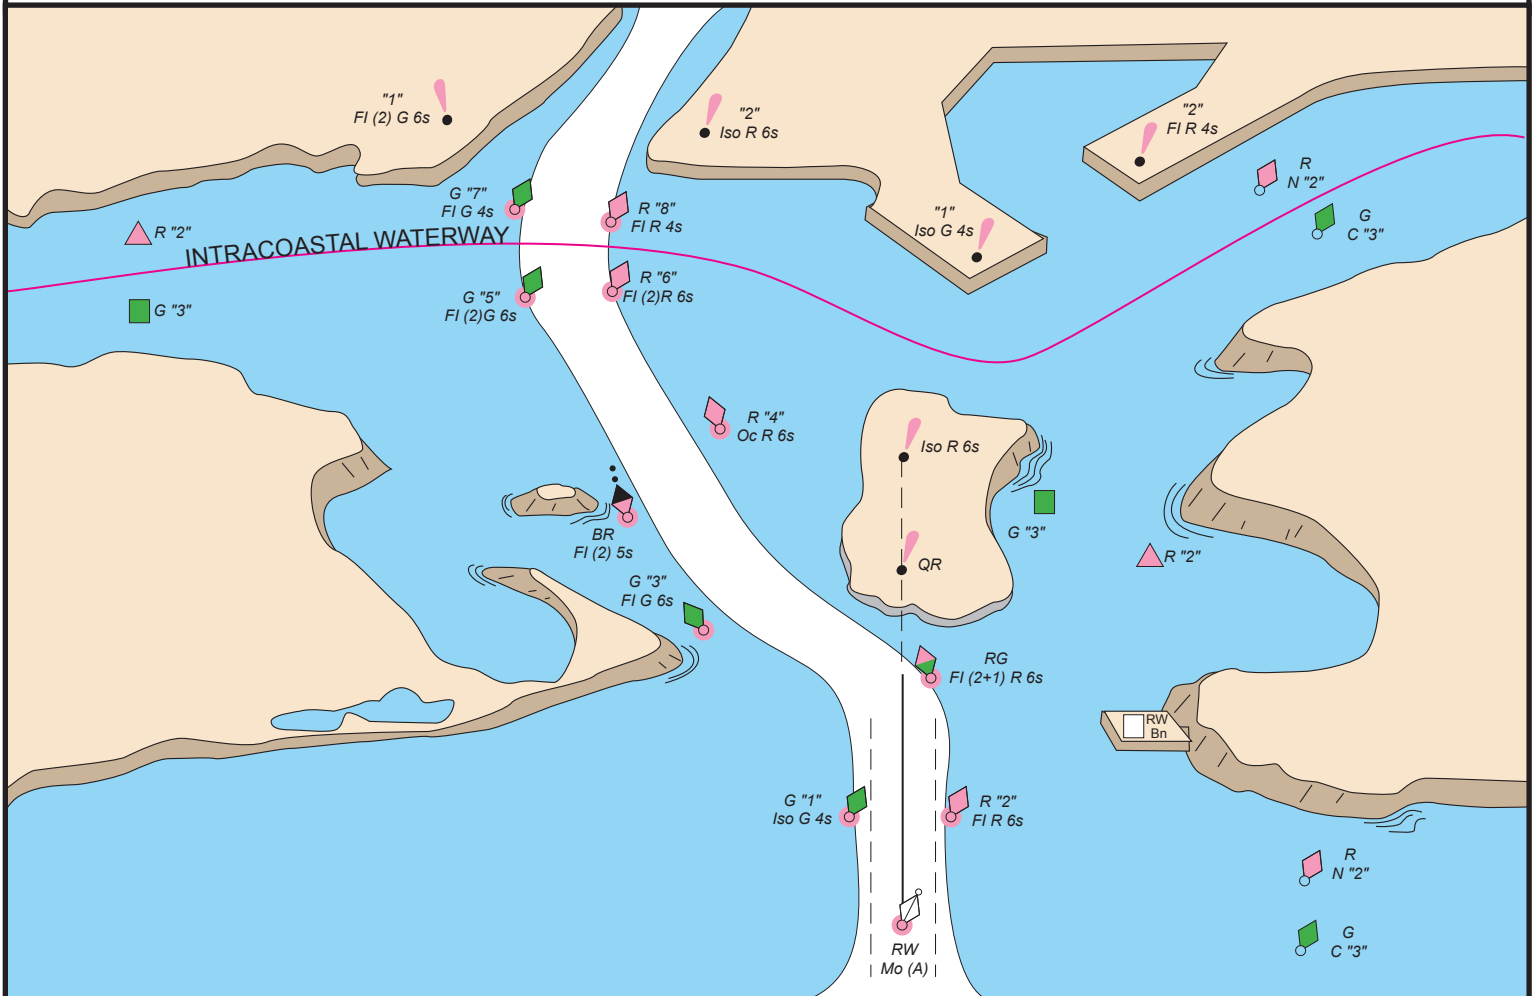 "1"
Fl (2) G 6s
"2"
Iso R 6s
"2"
Fl R 4s
R
N "2"
G
C "3"
G "7"
Fl G 4s
R "8"
Fl R 4s
"1"
Iso G 4s
R "2"
INTRACOASTAL WATERWAY
G "3"
G "5"
Fl (2)G 6s
R "6"
Fl (2)R 6s
R "4"
Oc R 6s
Iso R 6s
G "3"
BR
Fl (2) 5s
QR
R "2"
G "3"
Fl G 6s
RG
Fl (2+1) R 6s
RW
Bn
G "1"
Iso G 4s
R "2"
Fl R 6s
R
N "2"
RW
Mo (A)
G
C "3"